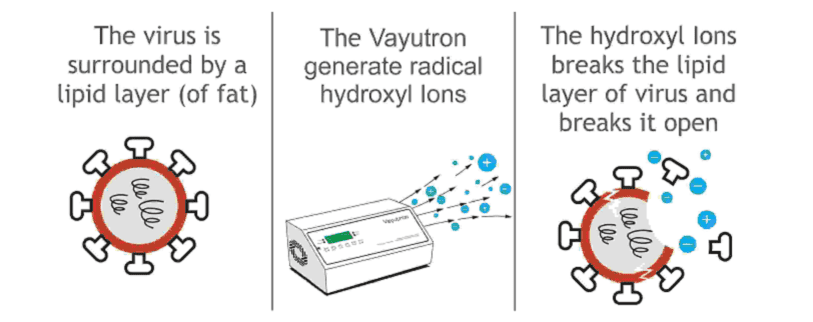 The virus is
surrounded by a
lipid layer (of fat)
The Vayutron
generate radical
hydroxyl Ions
Vayutron
The hydroxyl Ions
breaks the lipid
layer of virus and
breaks it open